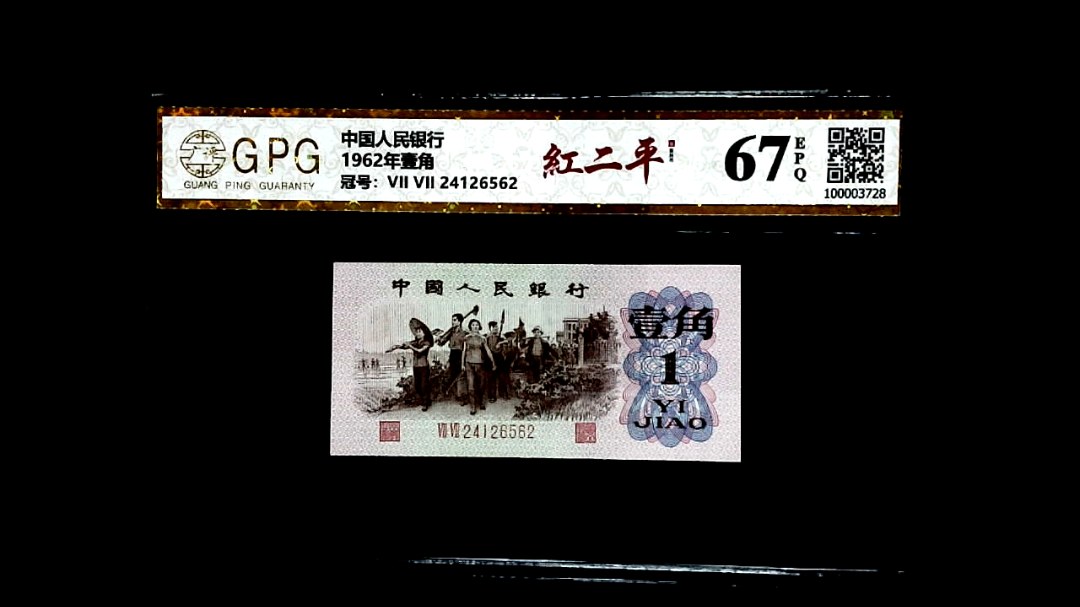 GPG
GUANG PING GUARANTY
中国人民银行
1962年壹角
冠号：VII VII 24126562
紅二平
67
EPQ
100003728
中國人民銀行
壹角
1
YI
JIAO
VII VII 24126562